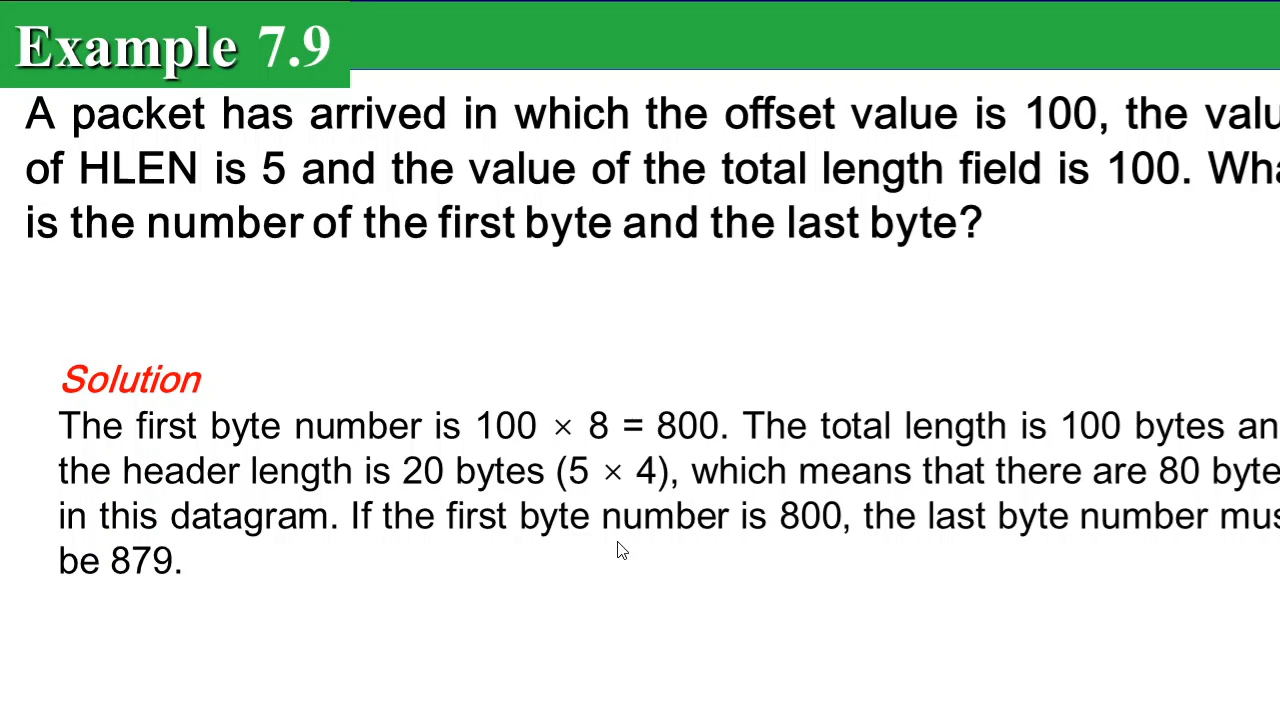 Example 7.9
A packet has arrived in which the offset value is 100, the valu
of HLEN is 5 and the value of the total length field is 100. Wha
is the number of the first byte and the last byte?
Solution
The first byte number is 100 × 8 = 800. The total length is 100 bytes an
the header length is 20 bytes (5 × 4), which means that there are 80 byte
in this datagram. If the first byte number is 800, the last byte number mus
be 879.